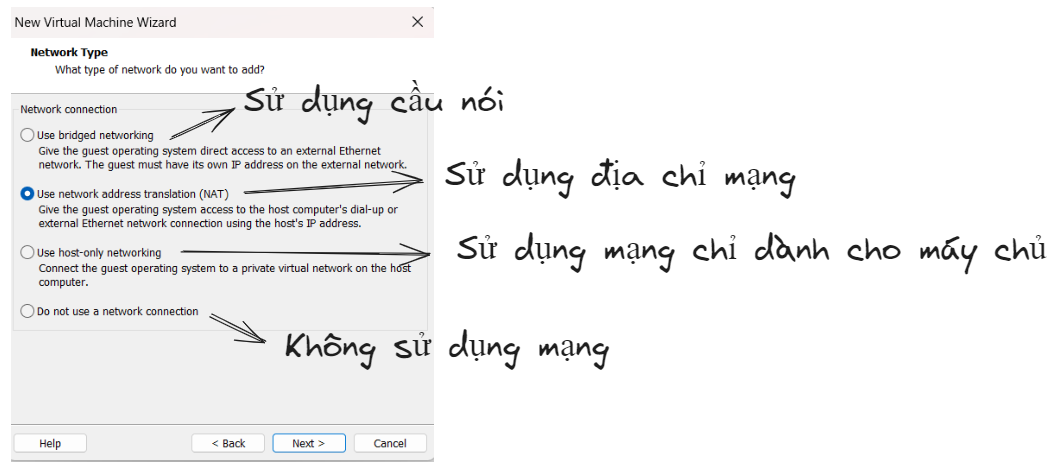 New Virtual Machine Wizard
Network Type
What type of network do you want to add?
Network connection
Sử dụng cầu nói
Use bridged networking
Give the guest operating system direct access to an external Ethernet
network. The guest must have its own IP address on the external network.
Use network address translation (NAT)
Sử dụng địa chỉ mạng
Give the guest operating system access to the host computer's dial-up or
external Ethernet network connection using the host's IP address.
Use host-only networking
Sử dụng mạng chỉ dành cho máy chủ
Connect the guest operating system to a private virtual network on the host
computer.
Do not use a network connection
Không sử dụng mạng
Help
< Back
Next >
Cancel